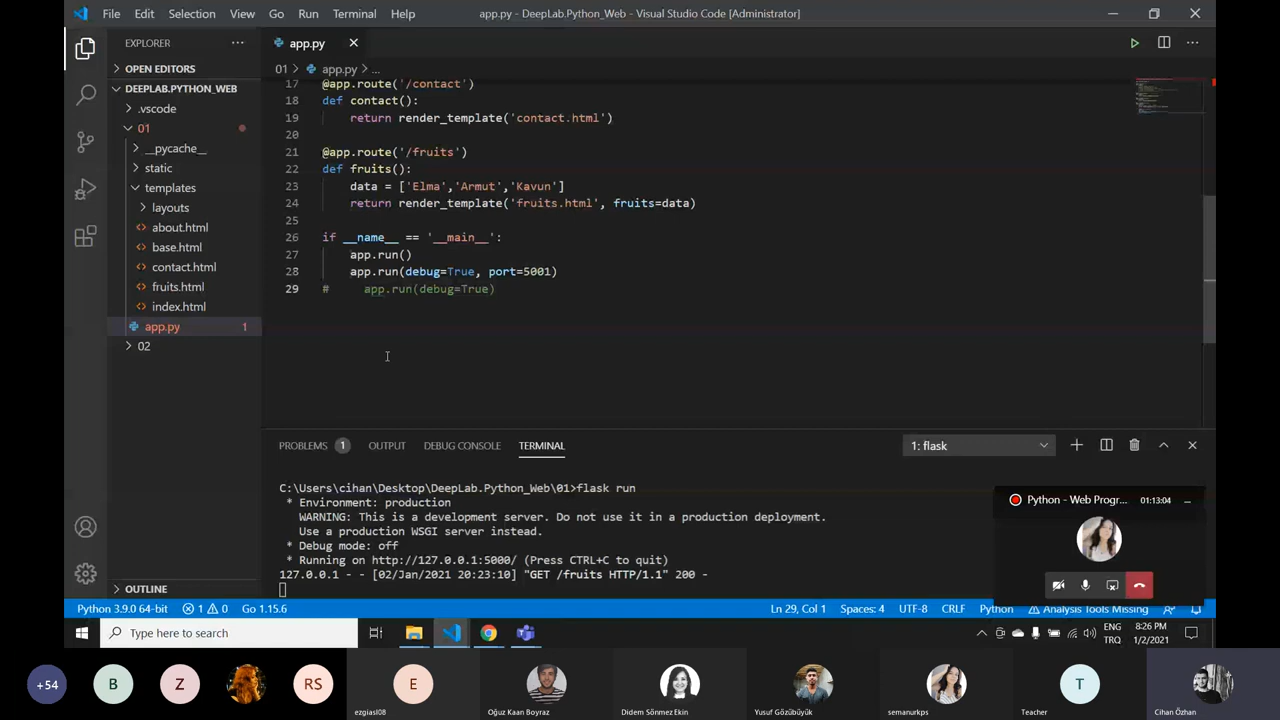 File Edit Selection View Go Run Terminal Help
app.py - DeepLab.Python_Web - Visual Studio Code [Administrator]
EXPLORER
app.py
OPEN EDITORS
01 > app.py > ...
DEEPLAB.PYTHON_WEB
.vscode
01
__pycache__
static
templates
layouts
about.html
base.html
contact.html
fruits.html
index.html
app.py 1
02
OUTLINE
17 @app.route('/contact')
18 def contact():
19 return render_template('contact.html')
20
21 @app.route('/fruits')
22 def fruits():
23 data = ['Elma','Armut','Kavun']
24 return render_template('fruits.html', fruits=data)
25
26 if __name__ == '__main__':
27 app.run()
28 app.run(debug=True, port=5001)
29 # app.run(debug=True)
PROBLEMS 1 OUTPUT DEBUG CONSOLE TERMINAL
1: flask
C:\Users\cihan\Desktop\DeepLab.Python_Web\01>flask run
* Environment: production
WARNING: This is a development server. Do not use it in a production deployment.
Use a production WSGI server instead.
* Debug mode: off
* Running on http://127.0.0.1:5000/ (Press CTRL+C to quit)
127.0.0.1 - - [02/Jan/2021 20:23:10] "GET /fruits HTTP/1.1" 200 -
Python - Web Progr... 01:13:04
Python 3.9.0 64-bit 1 0 Go 1.15.6
Ln 29, Col 1 Spaces: 4 UTF-8 CRLF Python Analysis Tools Missing
Type here to search
ENG
TRQ
8:26 PM
1/2/2021
+54 B Z RS E T
ezgiasl08 Oğuz Kaan Boyraz Didem Sönmez Ekin Yusuf Gözübüyük semanurkps Teacher Cihan Özhan